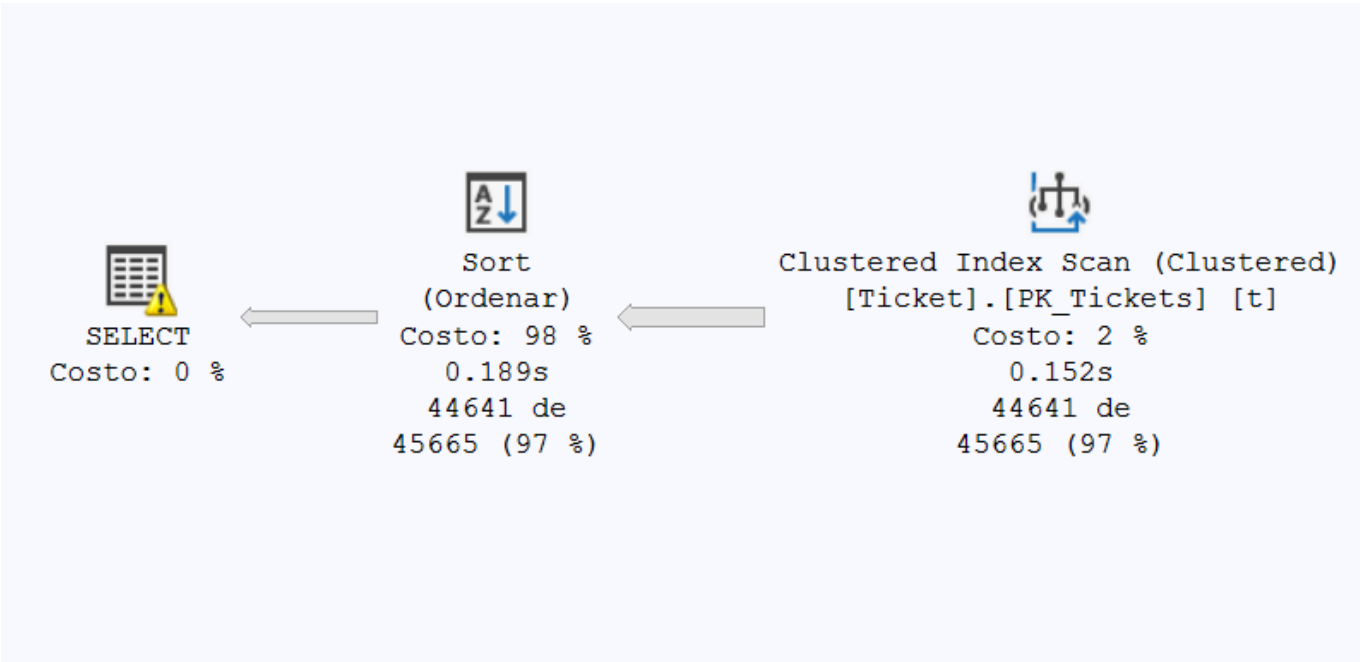 SELECT
Costo: 0 %
Sort
(Ordenar)
Costo: 98 %
0.189s
44641 de
45665 (97 %)
Clustered Index Scan (Clustered)
[Ticket].[PK_Tickets] [t]
Costo: 2 %
0.152s
44641 de
45665 (97 %)